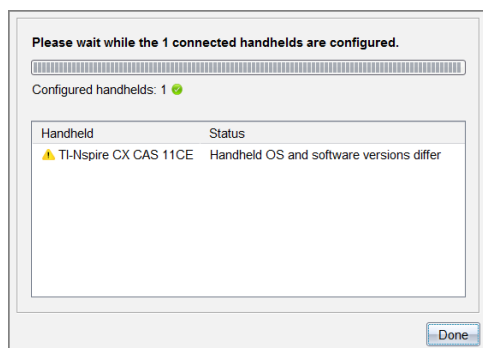 Please wait while the 1 connected handhelds are configured.
Configured handhelds: 1
Handheld Status
TI-Nspire CX CAS 11CE Handheld OS and software versions differ
Done